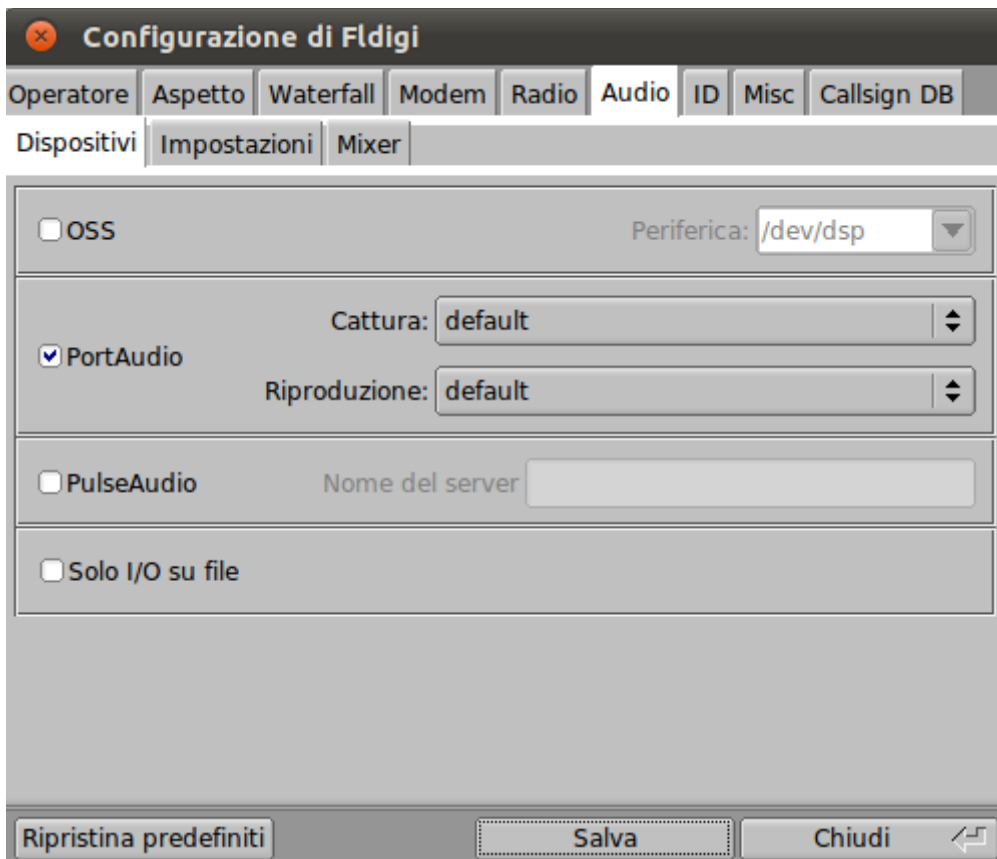 Configurazione di Fldigi
Operatore Aspetto Waterfall Modem Radio Audio ID Misc Callsign DB
Dispositivi Impostazioni Mixer
OSS Periferica: /dev/dsp
Cattura: default
PortAudio
Riproduzione: default
PulseAudio Nome del server
Solo I/O su file
Ripristina predefiniti Salva Chiudi